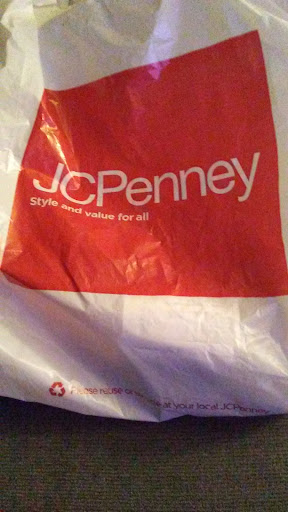 JCPenney
Style and value for all
Please reuse or at your local JCPenney